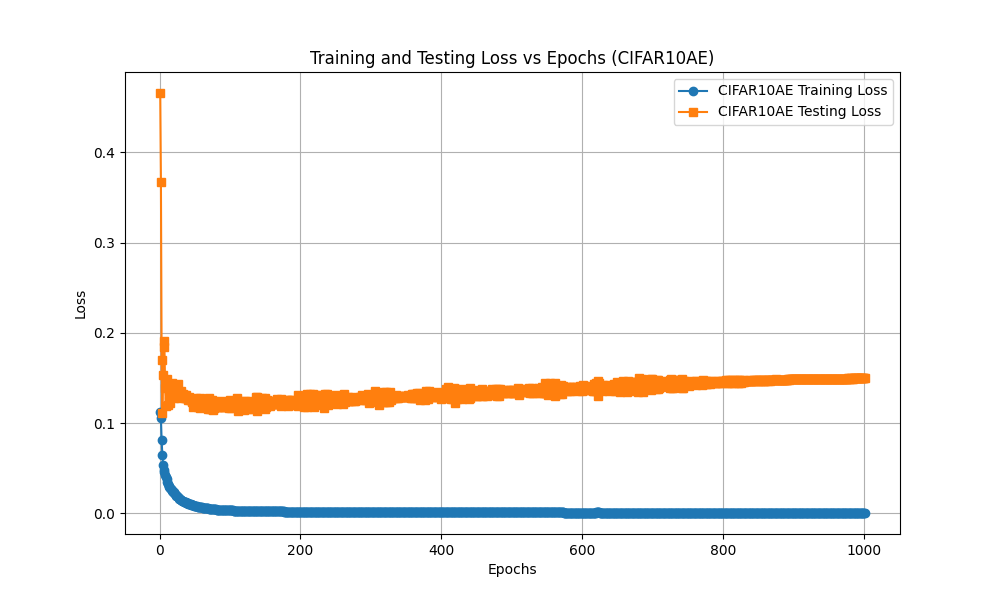 Training and Testing Loss vs Epochs (CIFAR10AE)
CIFAR10AE Training Loss
CIFAR10AE Testing Loss
0.4
0.3
0.2
0.1
0.0
Loss
0 200 400 600 800 1000
Epochs